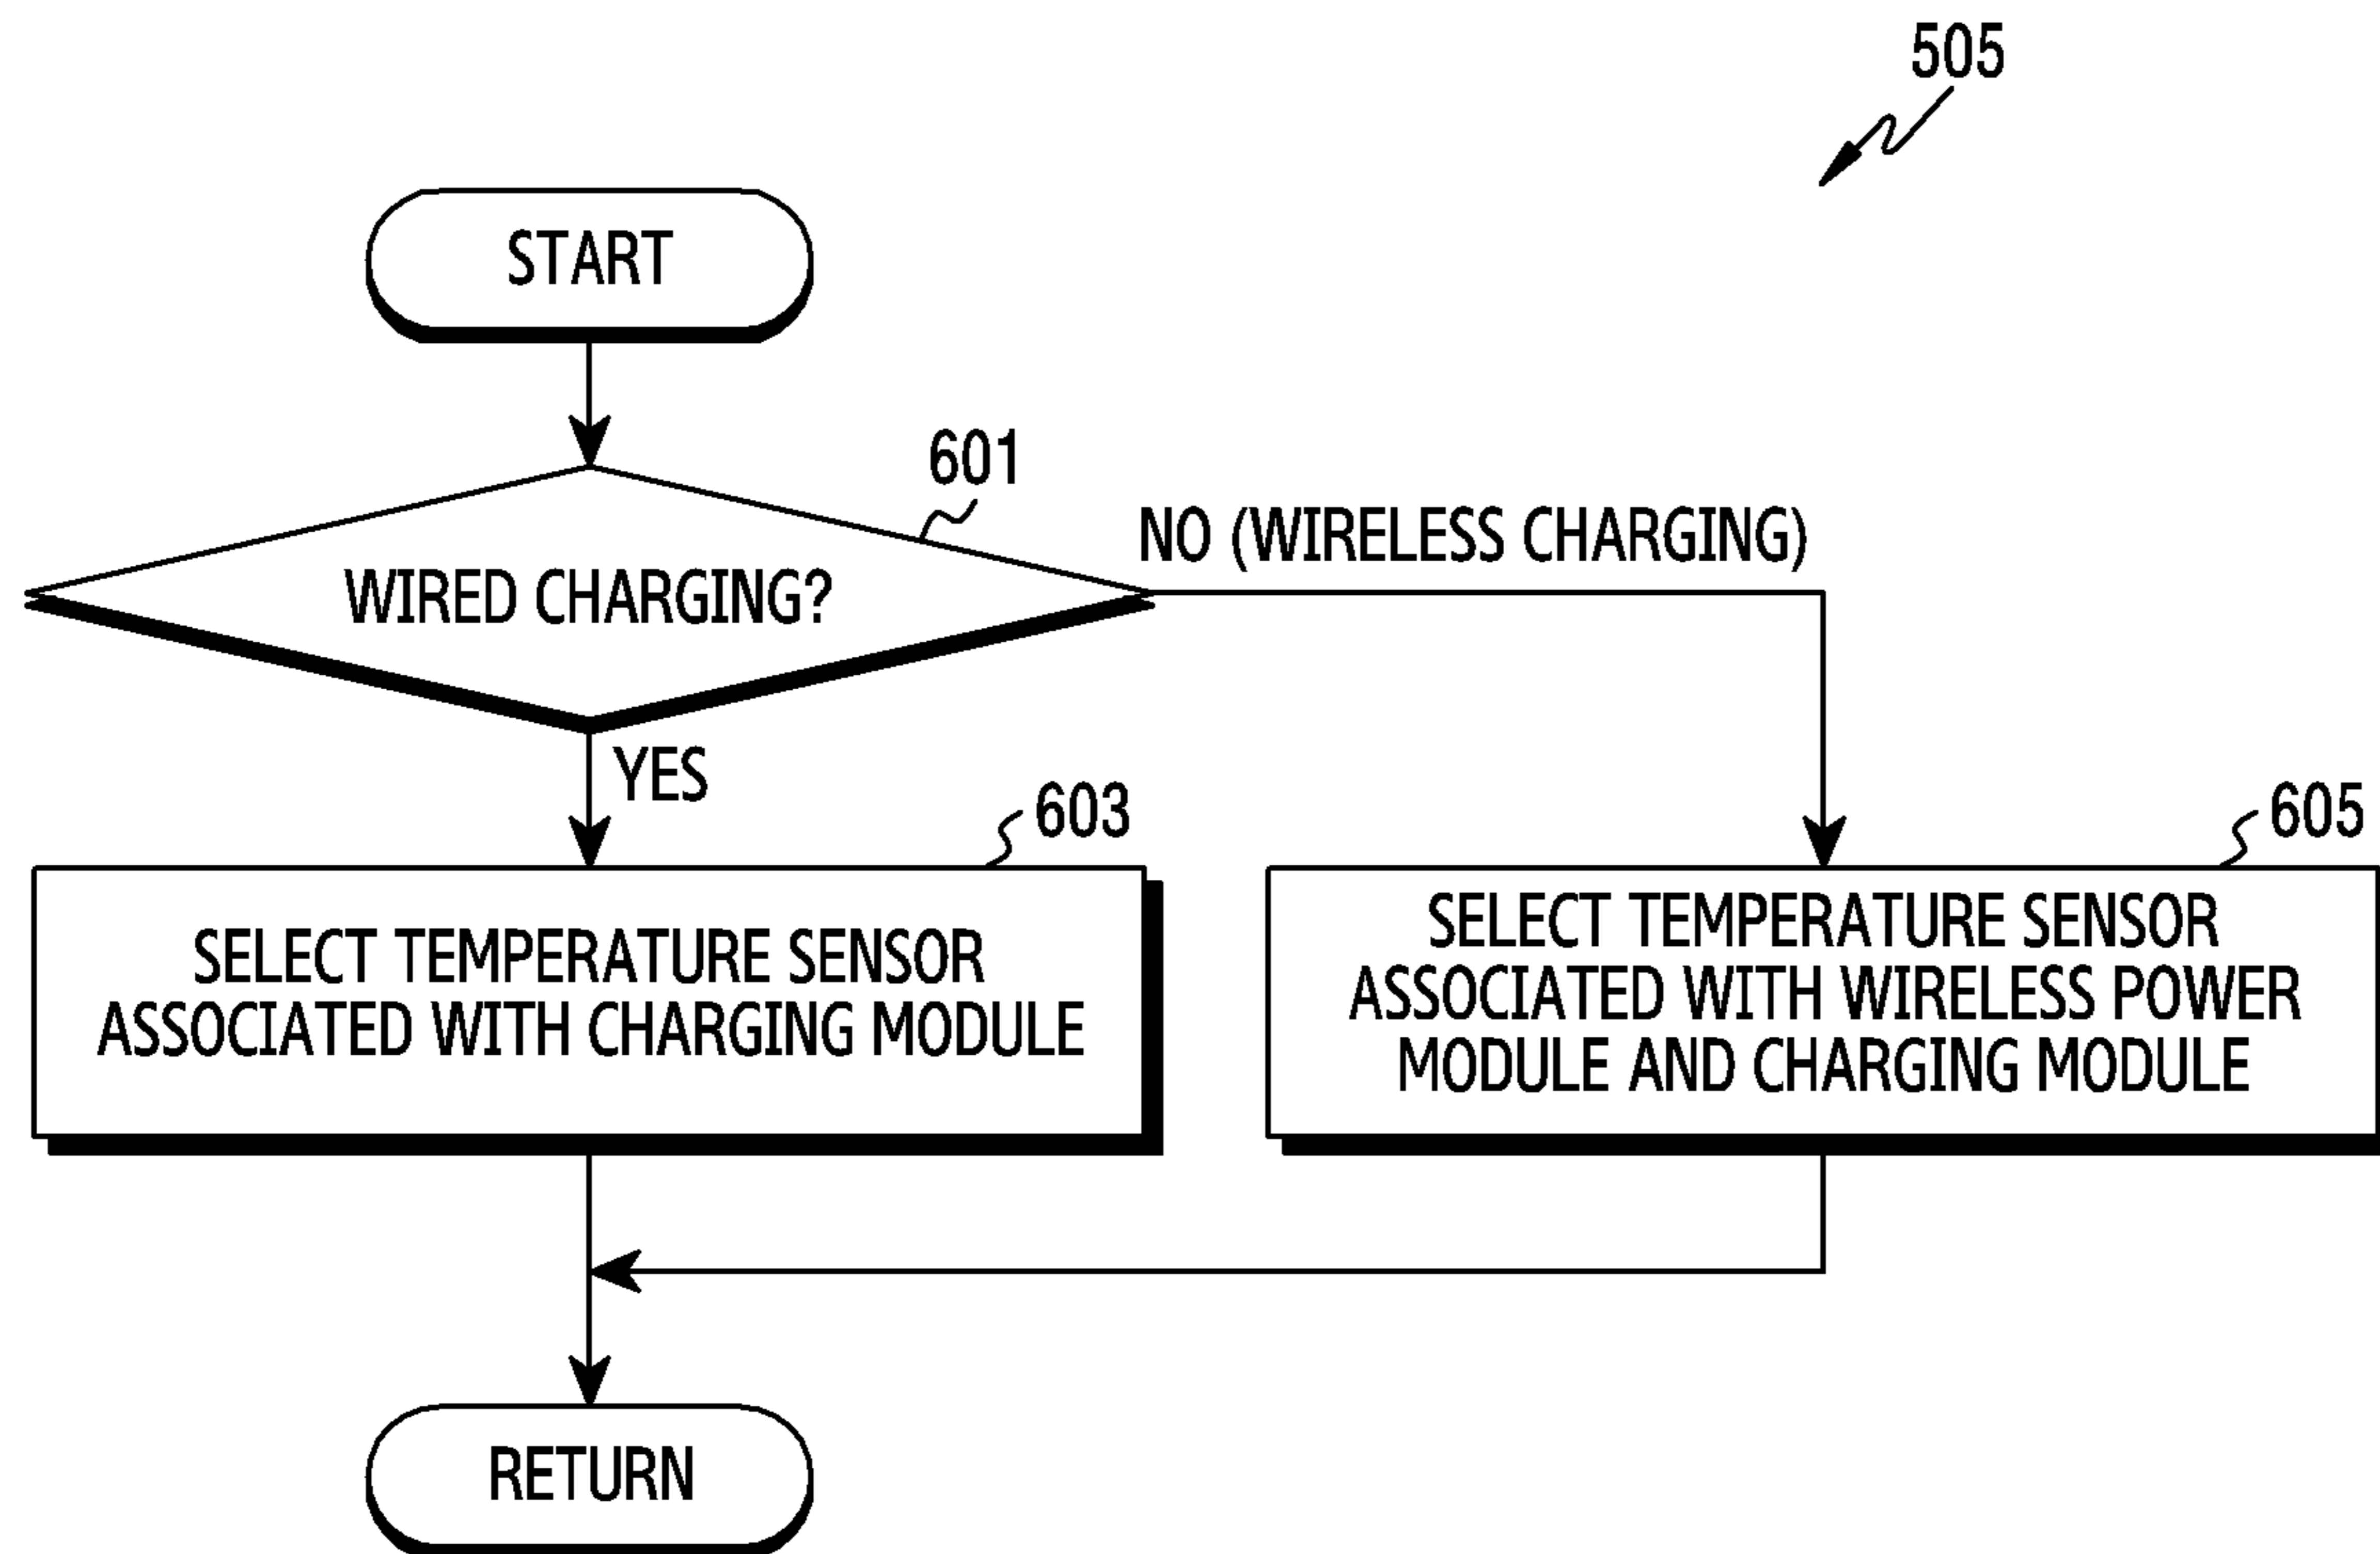 505
START
601
WIRED CHARGING?
NO (WIRELESS CHARGING)
YES
603
SELECT TEMPERATURE SENSOR
ASSOCIATED WITH CHARGING MODULE
605
SELECT TEMPERATURE SENSOR
ASSOCIATED WITH WIRELESS POWER
MODULE AND CHARGING MODULE
RETURN